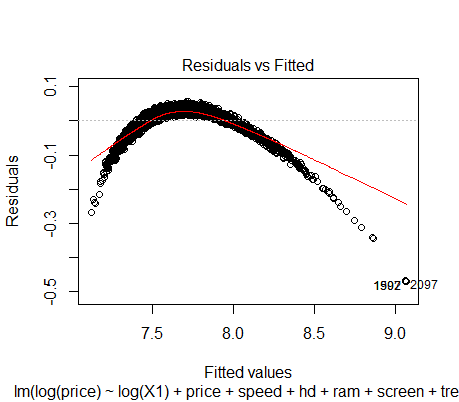 Residuals vs Fitted
Residuals
0.1
-0.1
-0.3
-0.5
2097
7.5 8.0 8.5 9.0
Fitted values
lm(log(price) ~ log(X1) + price + speed + hd + ram + screen + tre